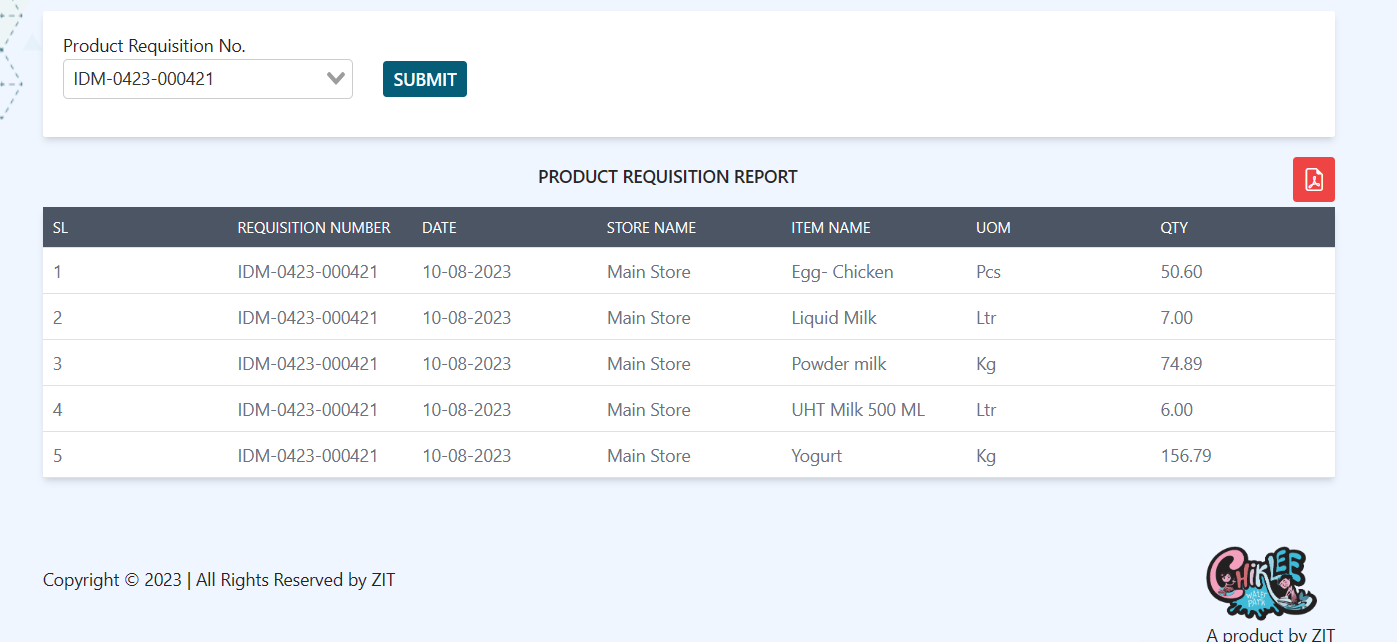 Product Requisition No.
IDM-0423-000421
SUBMIT
PRODUCT REQUISITION REPORT
SL REQUISITION NUMBER DATE STORE NAME ITEM NAME UOM QTY
1 IDM-0423-000421 10-08-2023 Main Store Egg- Chicken Pcs 50.60
2 IDM-0423-000421 10-08-2023 Main Store Liquid Milk Ltr 7.00
3 IDM-0423-000421 10-08-2023 Main Store Powder milk Kg 74.89
4 IDM-0423-000421 10-08-2023 Main Store UHT Milk 500 ML Ltr 6.00
5 IDM-0423-000421 10-08-2023 Main Store Yogurt Kg 156.79
CHIKLEE
WATER
PARK
Copyright © 2023 | All Rights Reserved by ZIT
A product by ZIT